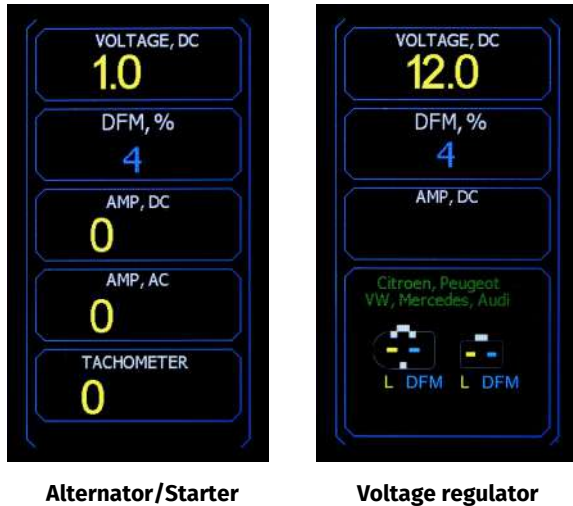 VOLTAGE, DC
1.0
DFM, %
4
AMP, DC
0
AMP, AC
0
TACHOMETER
0
Alternator/Starter
VOLTAGE, DC
12.0
DFM, %
4
AMP, DC
Citroen, Peugeot
VW, Mercedes, Audi
L DFM L DFM
Voltage regulator